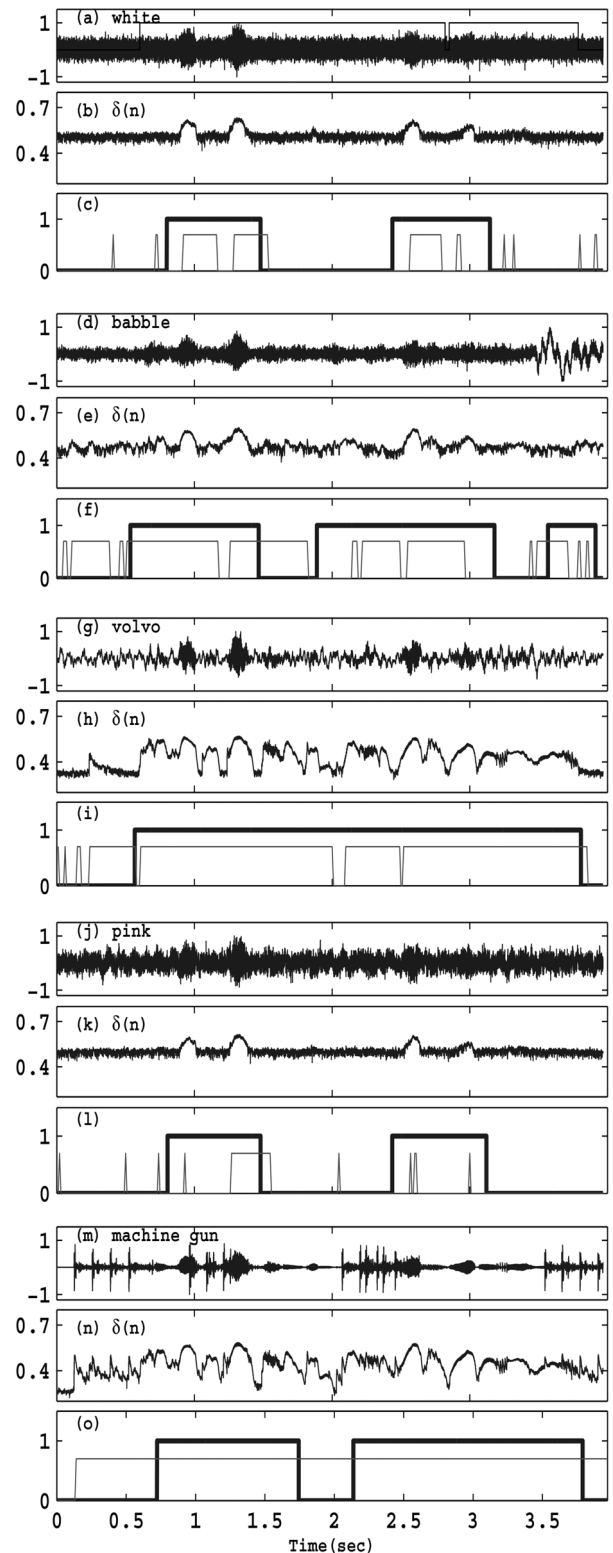 (a) white
1
-1
(b) δ(n)
0.7
0.4
(c)
1
0
(d) babble
1
-1
(e) δ(n)
0.7
0.4
(f)
1
0
(g) volvo
1
-1
(h) δ(n)
0.7
0.4
(i)
1
0
(j) pink
1
-1
(k) δ(n)
0.7
0.4
(l)
1
0
(m) machine gun
1
-1
(n) δ(n)
0.7
0.4
(o)
1
0
0 0.5 1 1.5 2 2.5 3 3.5
Time(sec)